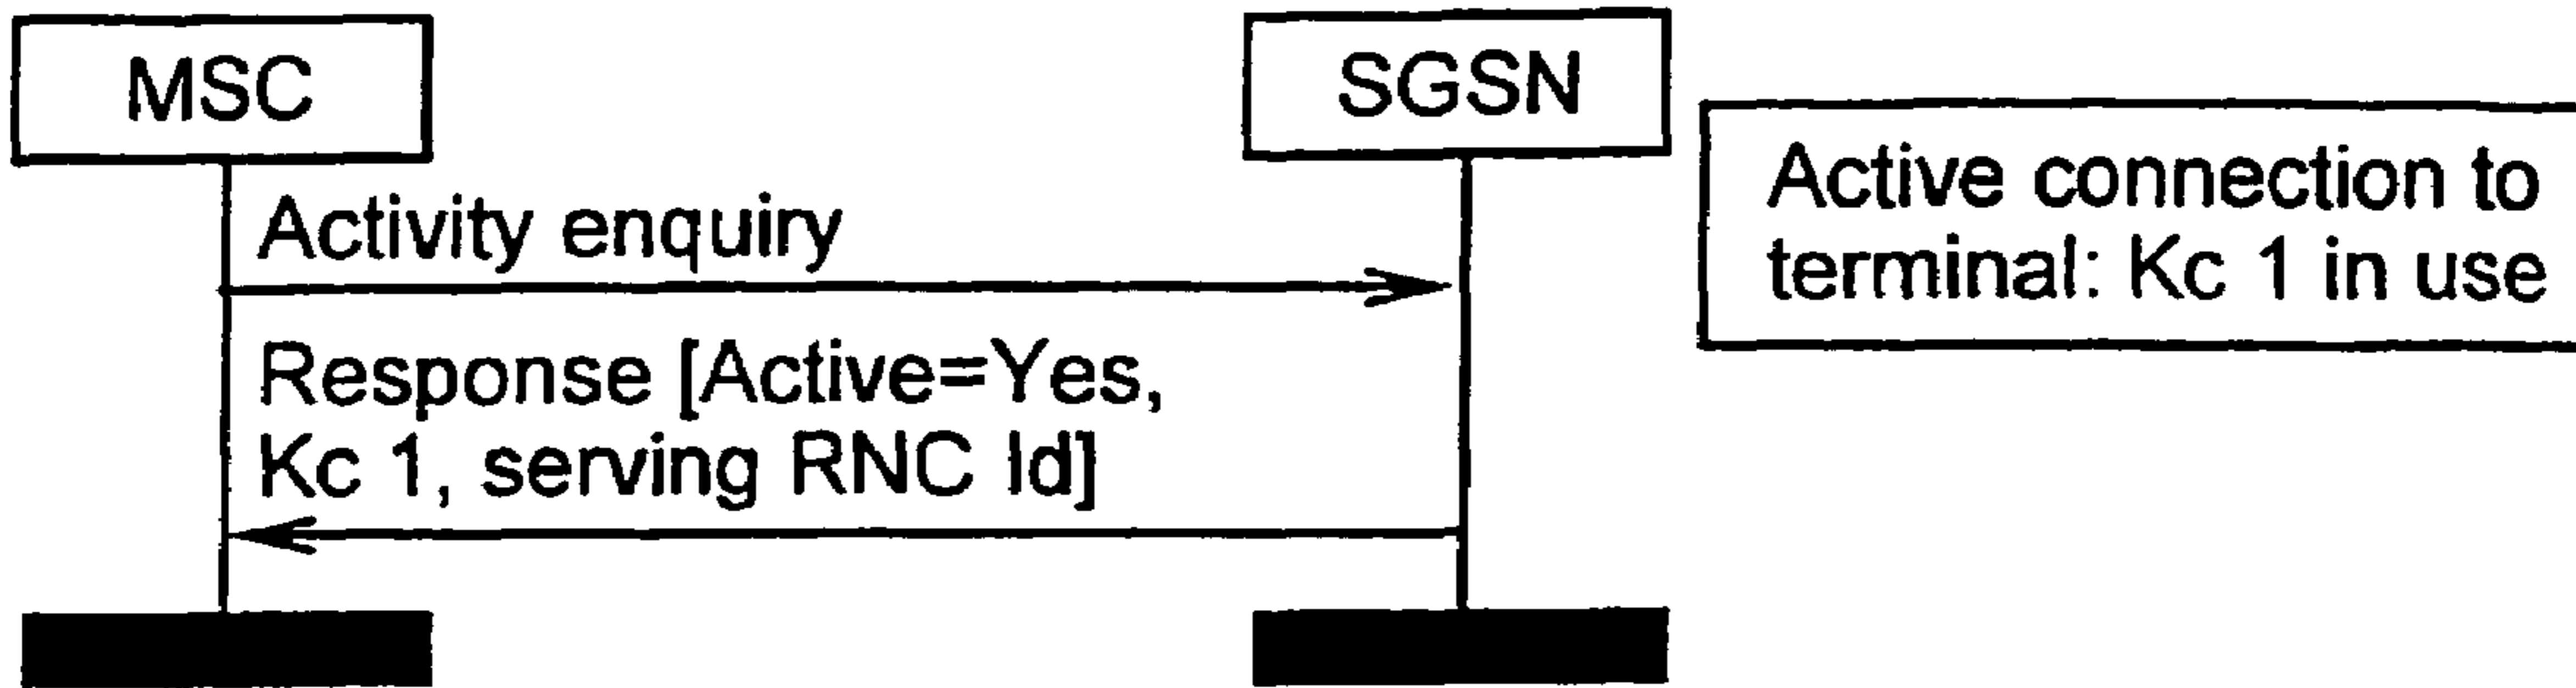 MSC
SGSN
Active connection to
terminal: Kc 1 in use
Activity enquiry
Response [Active=Yes,
Kc 1, serving RNC Id]